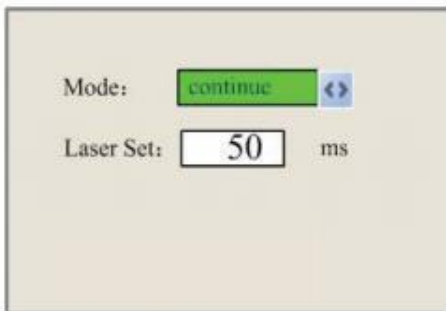 Mode： continue <>
Laser Set： 50 ms